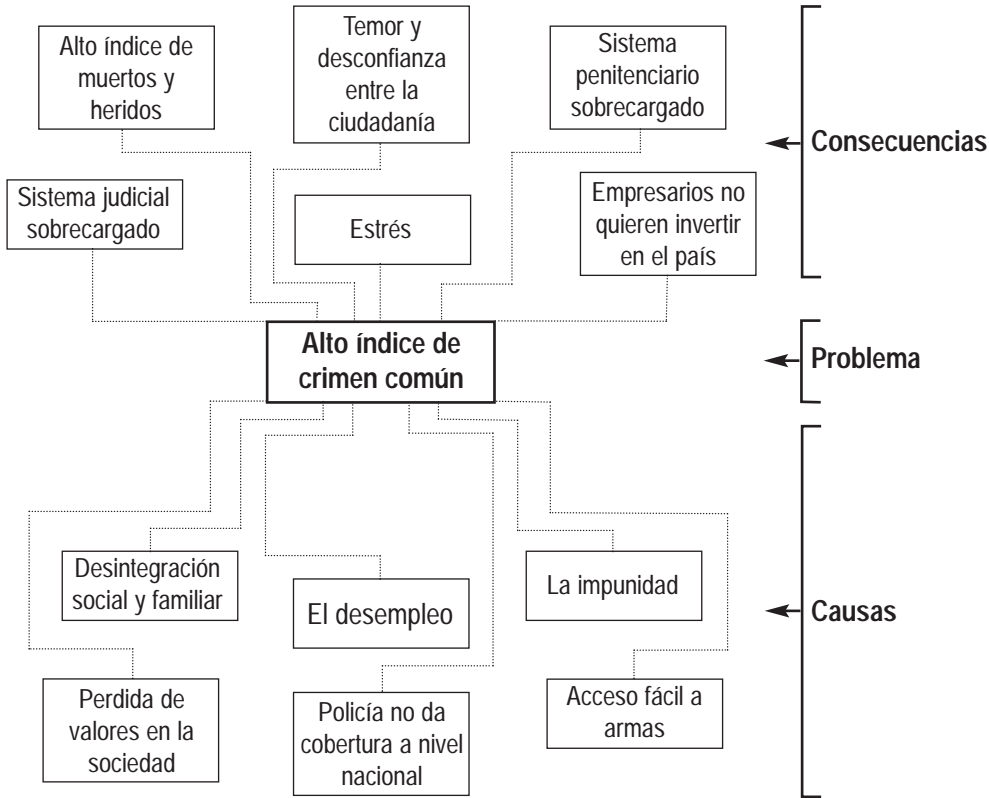 Alto índice de
muertos y
heridos
Temor y
desconfianza
entre la
ciudadanía
Sistema
penitenciario
sobrecargado
Consecuencias
Sistema judicial
sobrecargado
Estrés
Empresarios no
quieren invertir
en el país
Alto índice de
crimen común
Problema
Desintegración
social y familiar
El desempleo
La impunidad
Causas
Perdida de
valores en la
sociedad
Policía no da
cobertura a nivel
nacional
Acceso fácil a
armas